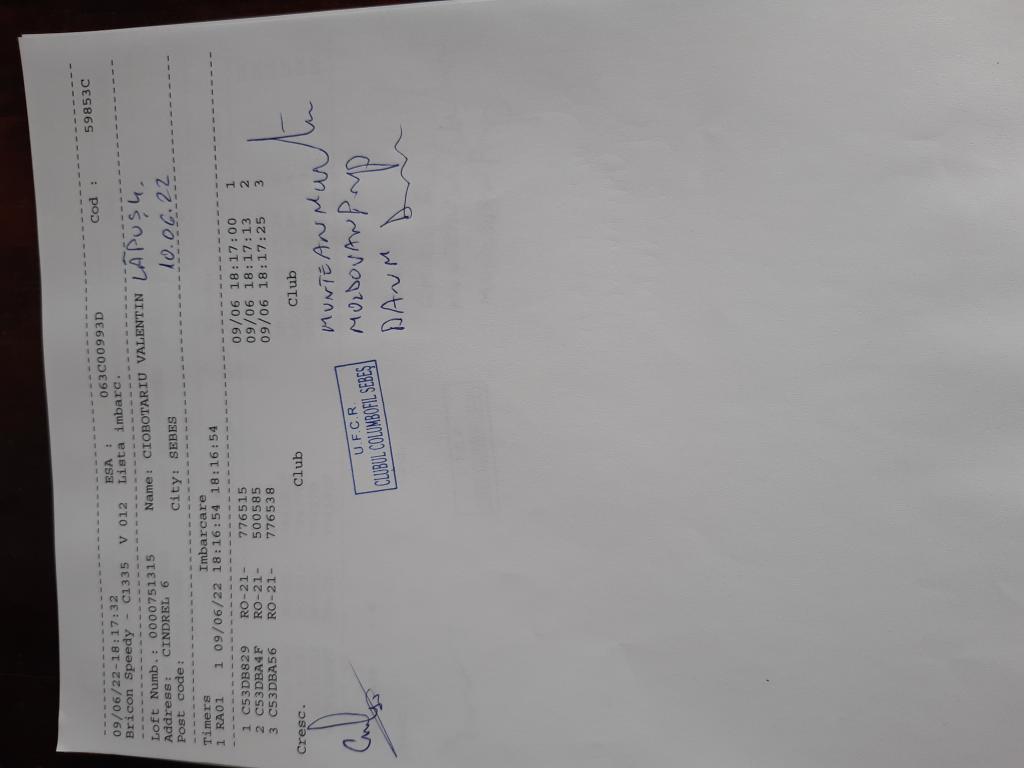 09/06/22-18:17:32 ESA : 063C00993D Cod : 59853C
Bricon Speedy - C1335 V 012 Lista imbarc.
Loft Numb.: 0000751315 Name: CIOBOTARIU VALENTIN LĂPUȘ 4.
Address: CINDREL 6
Post code: City: SEBES 10.06.22
Timers Imbarcare
1 RA01 1 09/06/22 18:16:54 18:16:54
1 C53DB829 RO-21- 776515 09/06 18:17:00 1
2 C53DBA4F RO-21- 500585 09/06 18:17:13 2
3 C53DBA56 RO-21- 776538 09/06 18:17:25 3
Cresc. Club Club
MUNTEAN M
MOLDOVAN P
DAN M
U.F.C.R.
CLUBUL COLUMBOFIL SEBEȘ